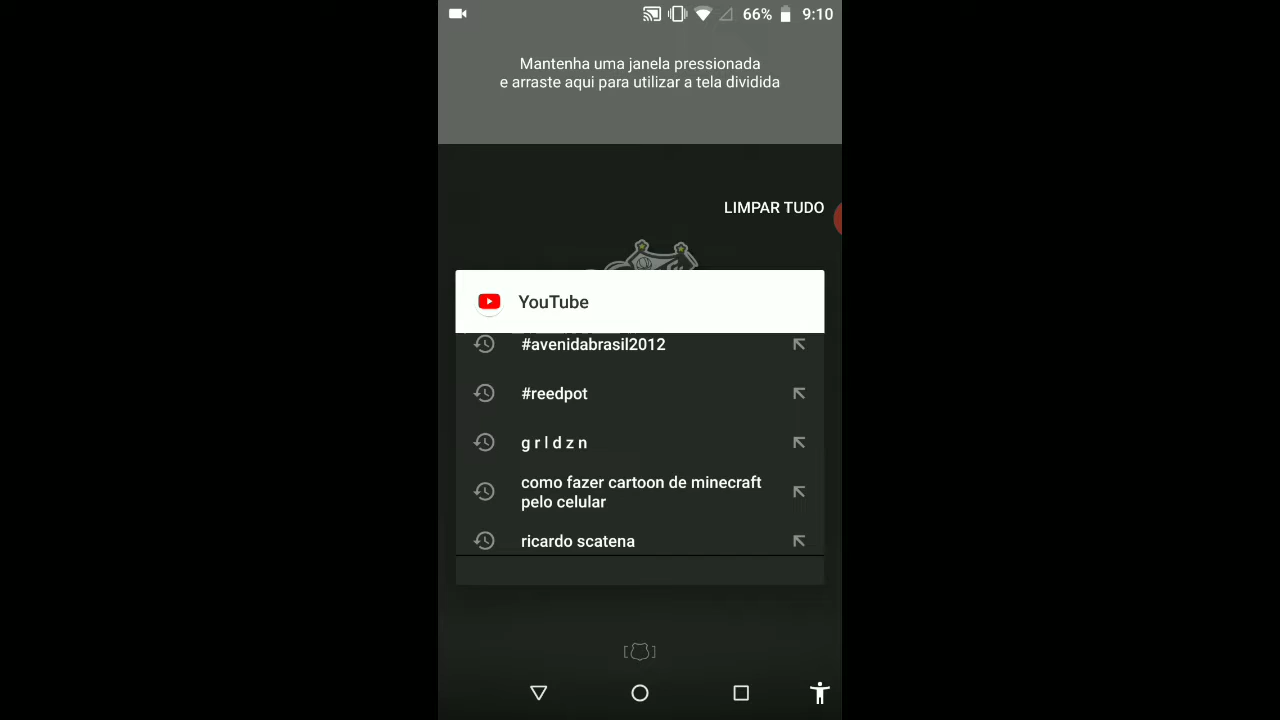 66% 9:10
Mantenha uma janela pressionada
e arraste aqui para utilizar a tela dividida
LIMPAR TUDO
YouTube
#avenidabrasil2012
#reedpot
g r l d z n
como fazer cartoon de minecraft
pelo celular
ricardo scatena